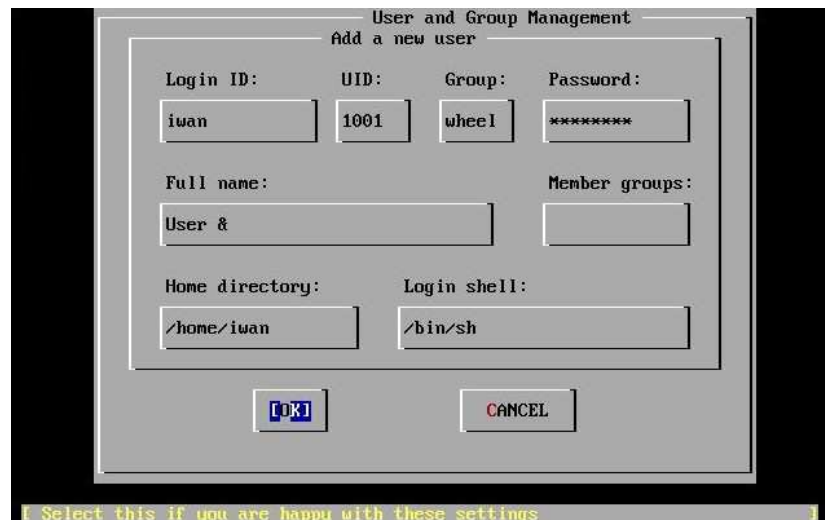 User and Group Management
Add a new user
Login ID: UID: Group: Password:
iwan 1001 wheel ********
Full name: Member groups:
User &
Home directory: Login shell:
/home/iwan /bin/sh
[OK] CANCEL
[ Select this if you are happy with these settings ]